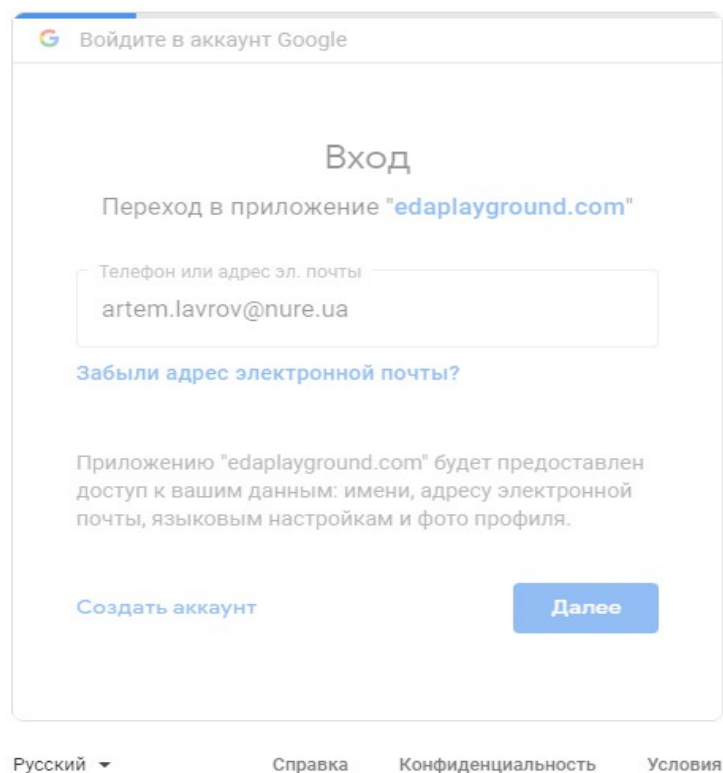 Войдите в аккаунт Google
Вход
Переход в приложение "edaplayground.com"
Телефон или адрес эл. почты
artem.lavrov@nure.ua
Забыли адрес электронной почты?
Приложению "edaplayground.com" будет предоставлен
доступ к вашим данным: имени, адресу электронной
почты, языковым настройкам и фото профиля.
Создать аккаунт Далее
Русский Справка Конфиденциальность Условия